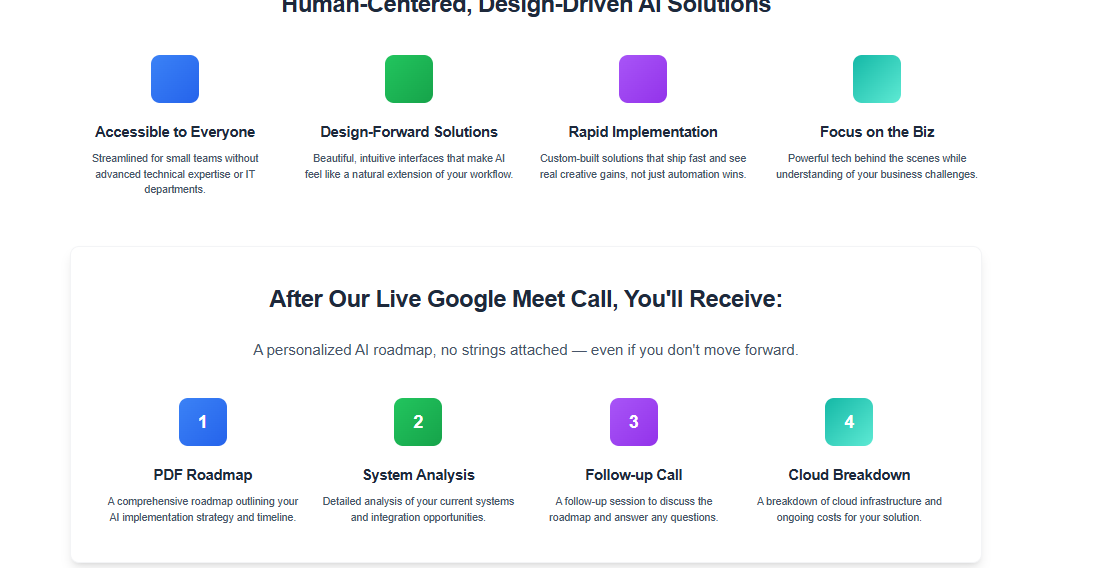 Human-Centered, Design-Driven AI Solutions
Accessible to Everyone
Streamlined for small teams without
advanced technical expertise or IT
departments.
Design-Forward Solutions
Beautiful, intuitive interfaces that make AI
feel like a natural extension of your workflow.
Rapid Implementation
Custom-built solutions that ship fast and see
real creative gains, not just automation wins.
Focus on the Biz
Powerful tech behind the scenes while
understanding of your business challenges.
After Our Live Google Meet Call, You'll Receive:
A personalized AI roadmap, no strings attached — even if you don't move forward.
1
PDF Roadmap
A comprehensive roadmap outlining your
AI implementation strategy and timeline.
2
System Analysis
Detailed analysis of your current systems
and integration opportunities.
3
Follow-up Call
A follow-up session to discuss the
roadmap and answer any questions.
4
Cloud Breakdown
A breakdown of cloud infrastructure and
ongoing costs for your solution.